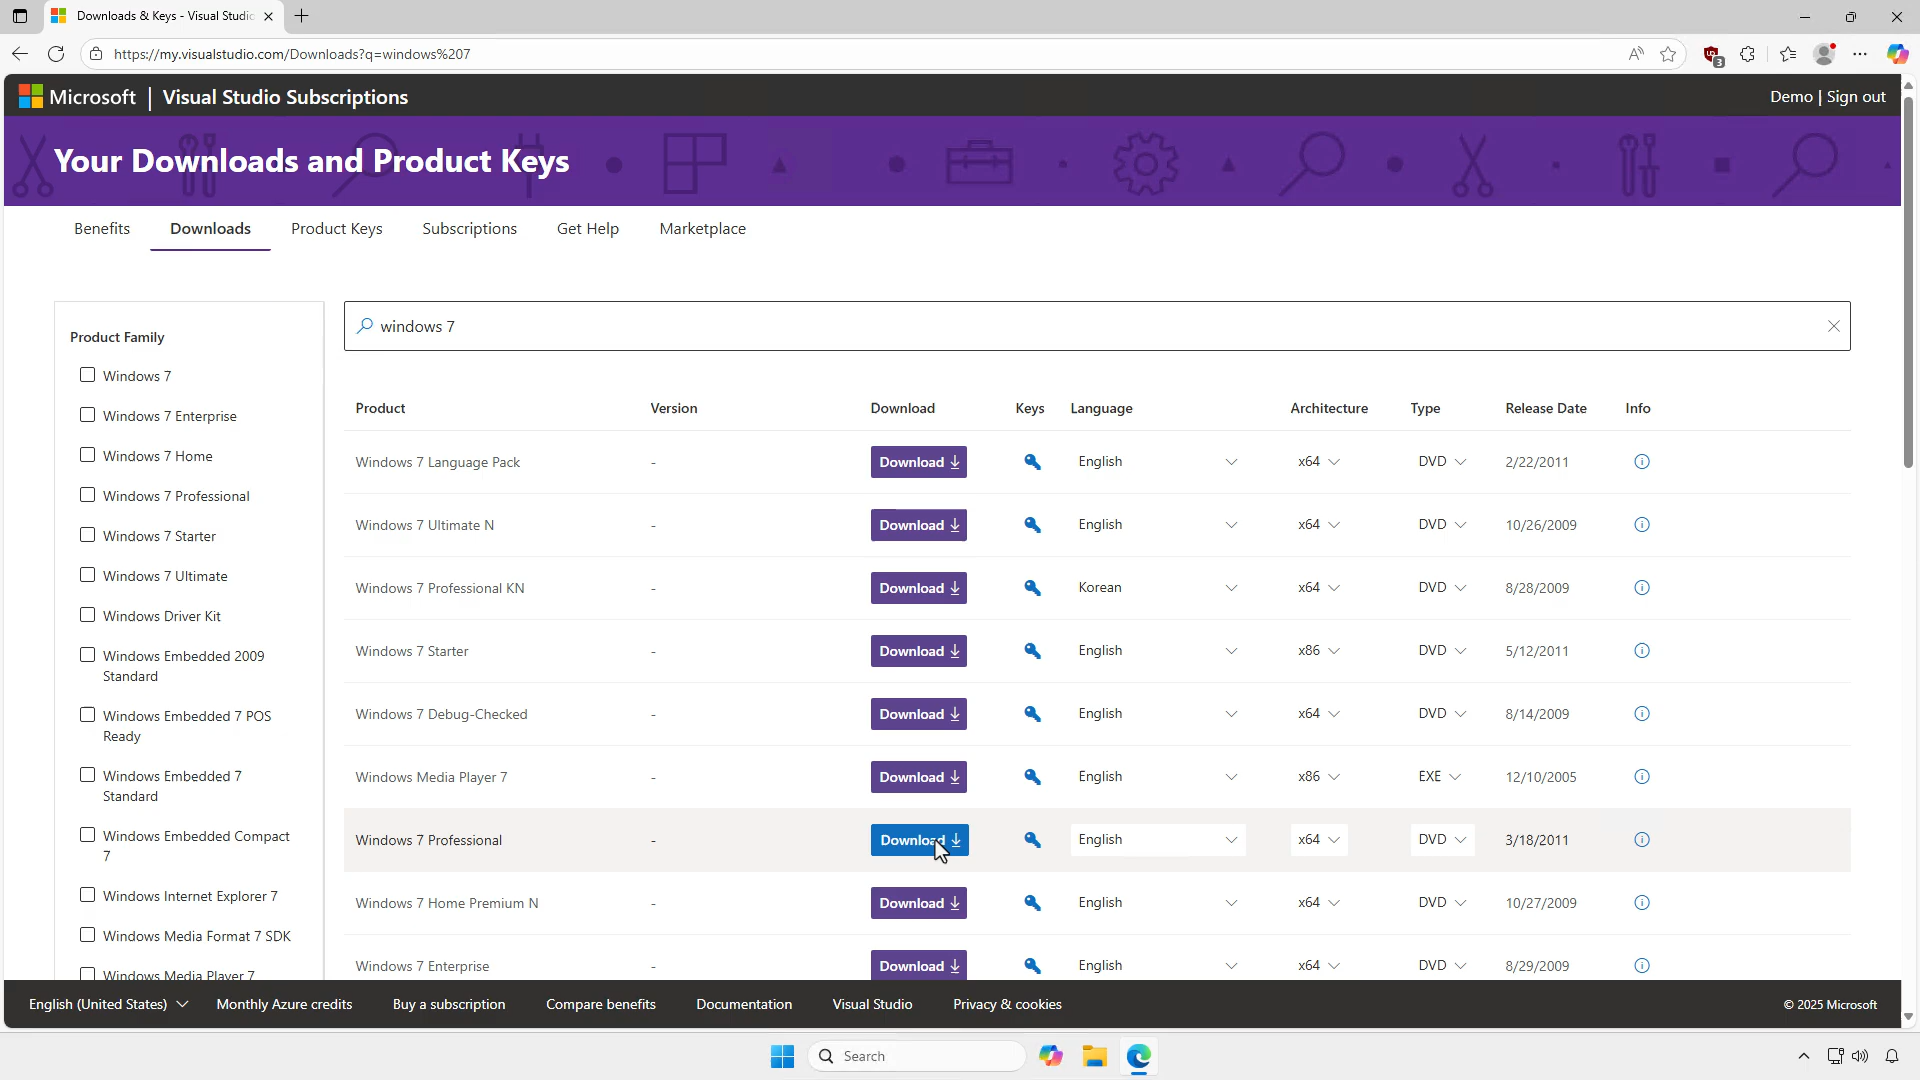 Downloads & Keys - Visual Studio
https://my.visualstudio.com/Downloads?q=windows%207
3
Microsoft | Visual Studio Subscriptions
Demo | Sign out
Your Downloads and Product Keys
Benefits
Downloads
Product Keys
Subscriptions
Get Help
Marketplace
Product Family
Windows 7
Windows 7 Enterprise
Windows 7 Home
Windows 7 Professional
Windows 7 Starter
Windows 7 Ultimate
Windows Driver Kit
Windows Embedded 2009
Standard
Windows Embedded 7 POS
Ready
Windows Embedded 7
Standard
Windows Embedded Compact
7
Windows Internet Explorer 7
Windows Media Format 7 SDK
Windows Media Player 7
windows 7
Product Version Download Keys Language Architecture Type Release Date Info
Windows 7 Language Pack - Download English x64 DVD 2/22/2011
Windows 7 Ultimate N - Download English x64 DVD 10/26/2009
Windows 7 Professional KN - Download Korean x64 DVD 8/28/2009
Windows 7 Starter - Download English x86 DVD 5/12/2011
Windows 7 Debug-Checked - Download English x64 DVD 8/14/2009
Windows Media Player 7 - Download English x86 EXE 12/10/2005
Windows 7 Professional - Download English x64 DVD 3/18/2011
Windows 7 Home Premium N - Download English x64 DVD 10/27/2009
Windows 7 Enterprise - Download English x64 DVD 8/29/2009
English (United States)
Monthly Azure credits
Buy a subscription
Compare benefits
Documentation
Visual Studio
Privacy & cookies
© 2025 Microsoft
Search